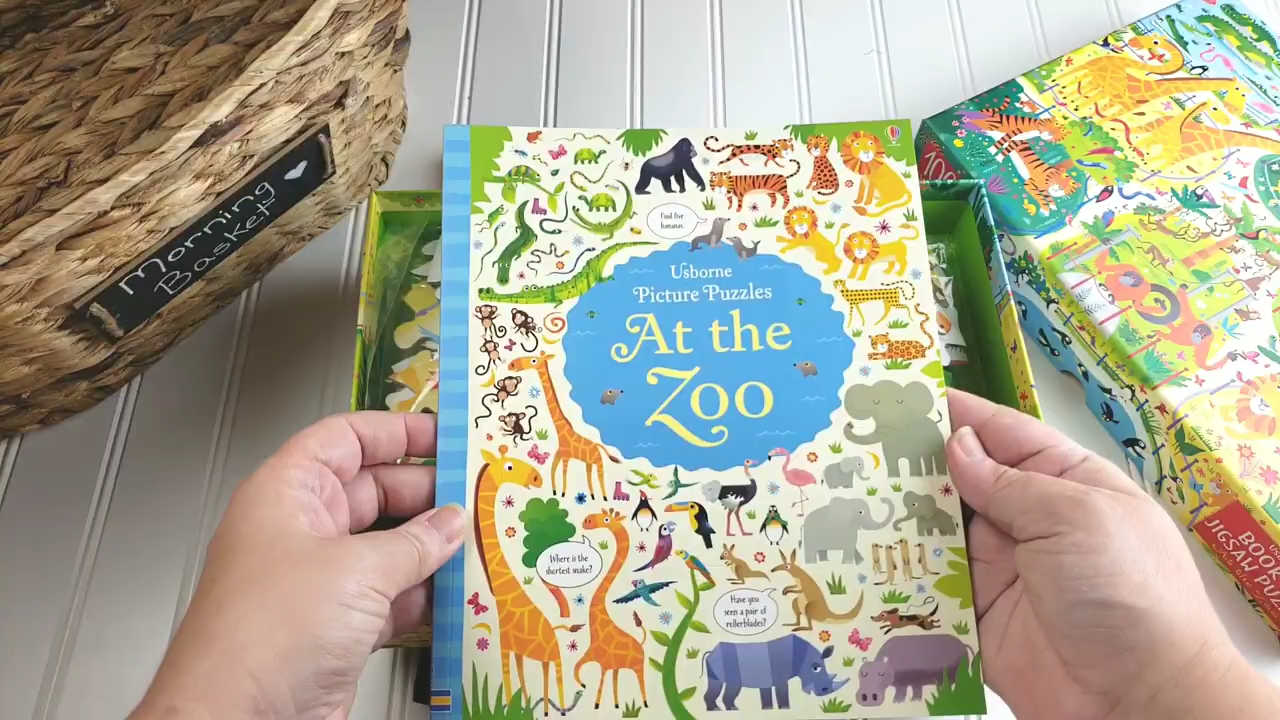 Morning
Basket
100
Find five
bananas.
Usborne
Picture Puzzles
At the
Zoo
Where is the
shortest snake?
Have you
seen a pair of
rollerblades?
BOOK
JIGSAW